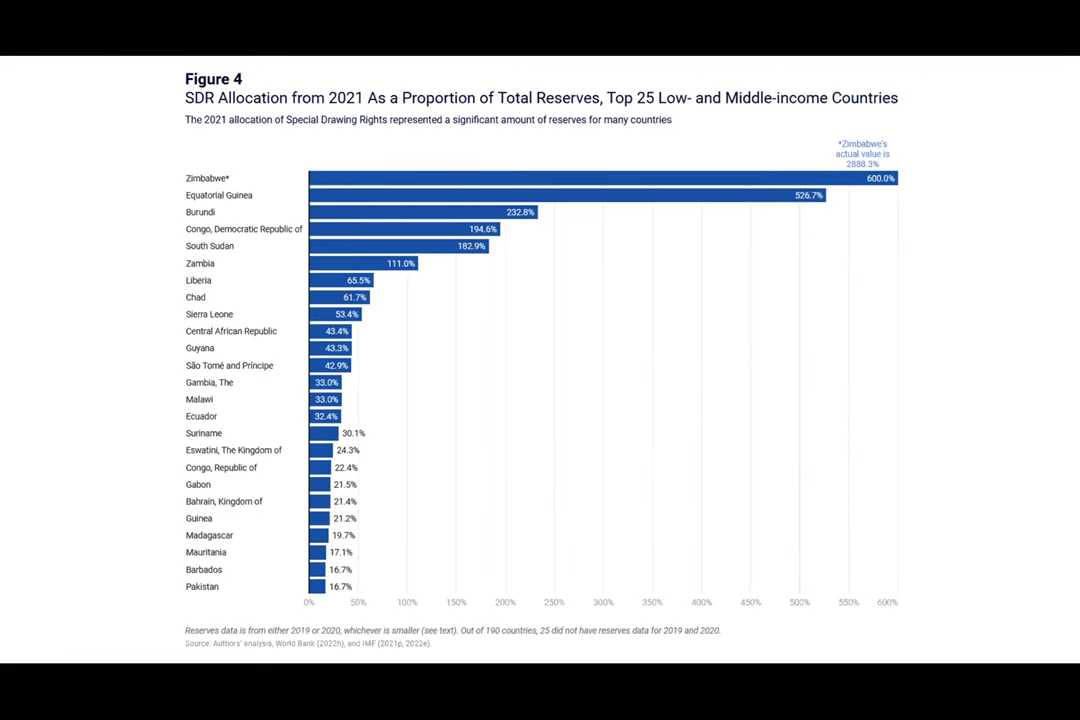 Figure 4
SDR Allocation from 2021 As a Proportion of Total Reserves, Top 25 Low- and Middle-income Countries
The 2021 allocation of Special Drawing Rights represented a significant amount of reserves for many countries
*Zimbabwe's
actual value is
2888.3%
Zimbabwe* 600.0%
Equatorial Guinea 526.7%
Burundi 232.8%
Congo, Democratic Republic of 194.6%
South Sudan 182.9%
Zambia 111.0%
Liberia 65.5%
Chad 61.7%
Sierra Leone 53.4%
Central African Republic 43.4%
Guyana 43.3%
São Tomé and Príncipe 42.9%
Gambia, The 33.0%
Malawi 33.0%
Ecuador 32.4%
Suriname 30.1%
Eswatini, The Kingdom of 24.3%
Congo, Republic of 22.4%
Gabon 21.5%
Bahrain, Kingdom of 21.4%
Guinea 21.2%
Madagascar 19.7%
Mauritania 17.1%
Barbados 16.7%
Pakistan 16.7%
0% 50% 100% 150% 200% 250% 300% 350% 400% 450% 500% 550% 600%
Reserves data is from either 2019 or 2020, whichever is smaller (see text). Out of 190 countries, 25 did not have reserves data for 2019 and 2020.
Source: Authors' analysis, World Bank (2022h), and IMF (2021p, 2022e).